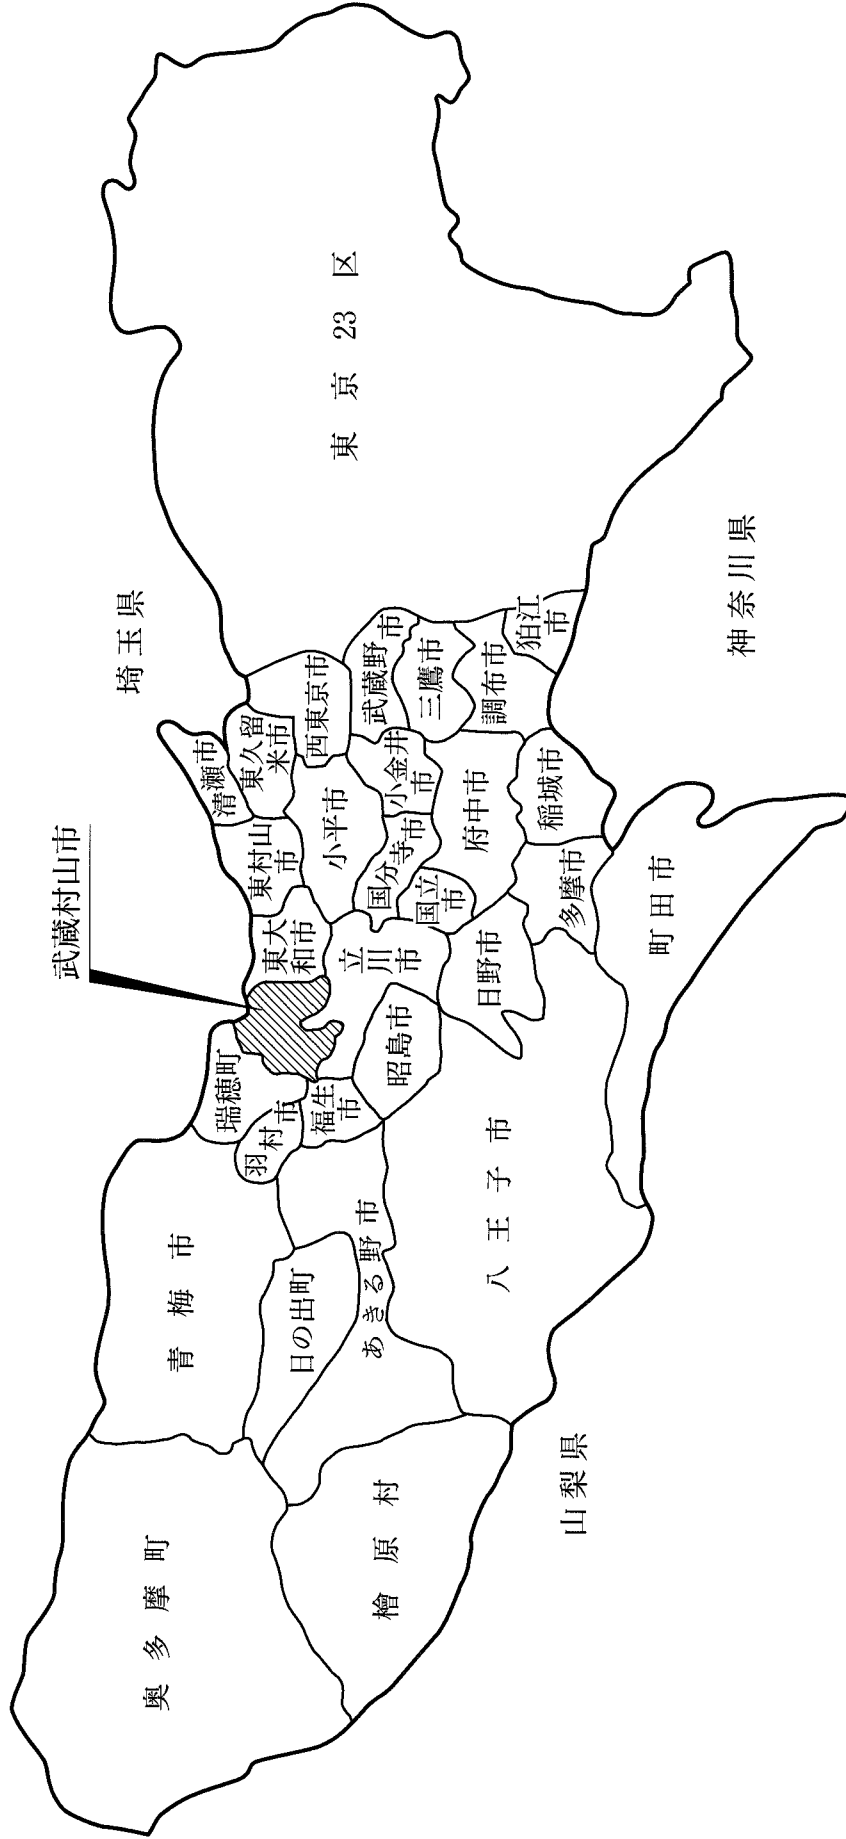 武蔵村山市
埼玉県
奥多摩町
青梅市
瑞穂町
羽村市
福生市
日の出町
あきる野市
檜原村
清瀬市
東久留
米市
東村山
市
東大
和市
西東京市
小平市
立川
市
昭島市
武蔵野市
小金井
市
国分寺市
国立
市
三鷹市
調布市
狛江
市
府中市
日野市
八王子市
稲城市
多摩市
町田市
東京23区
山梨県
神奈川県